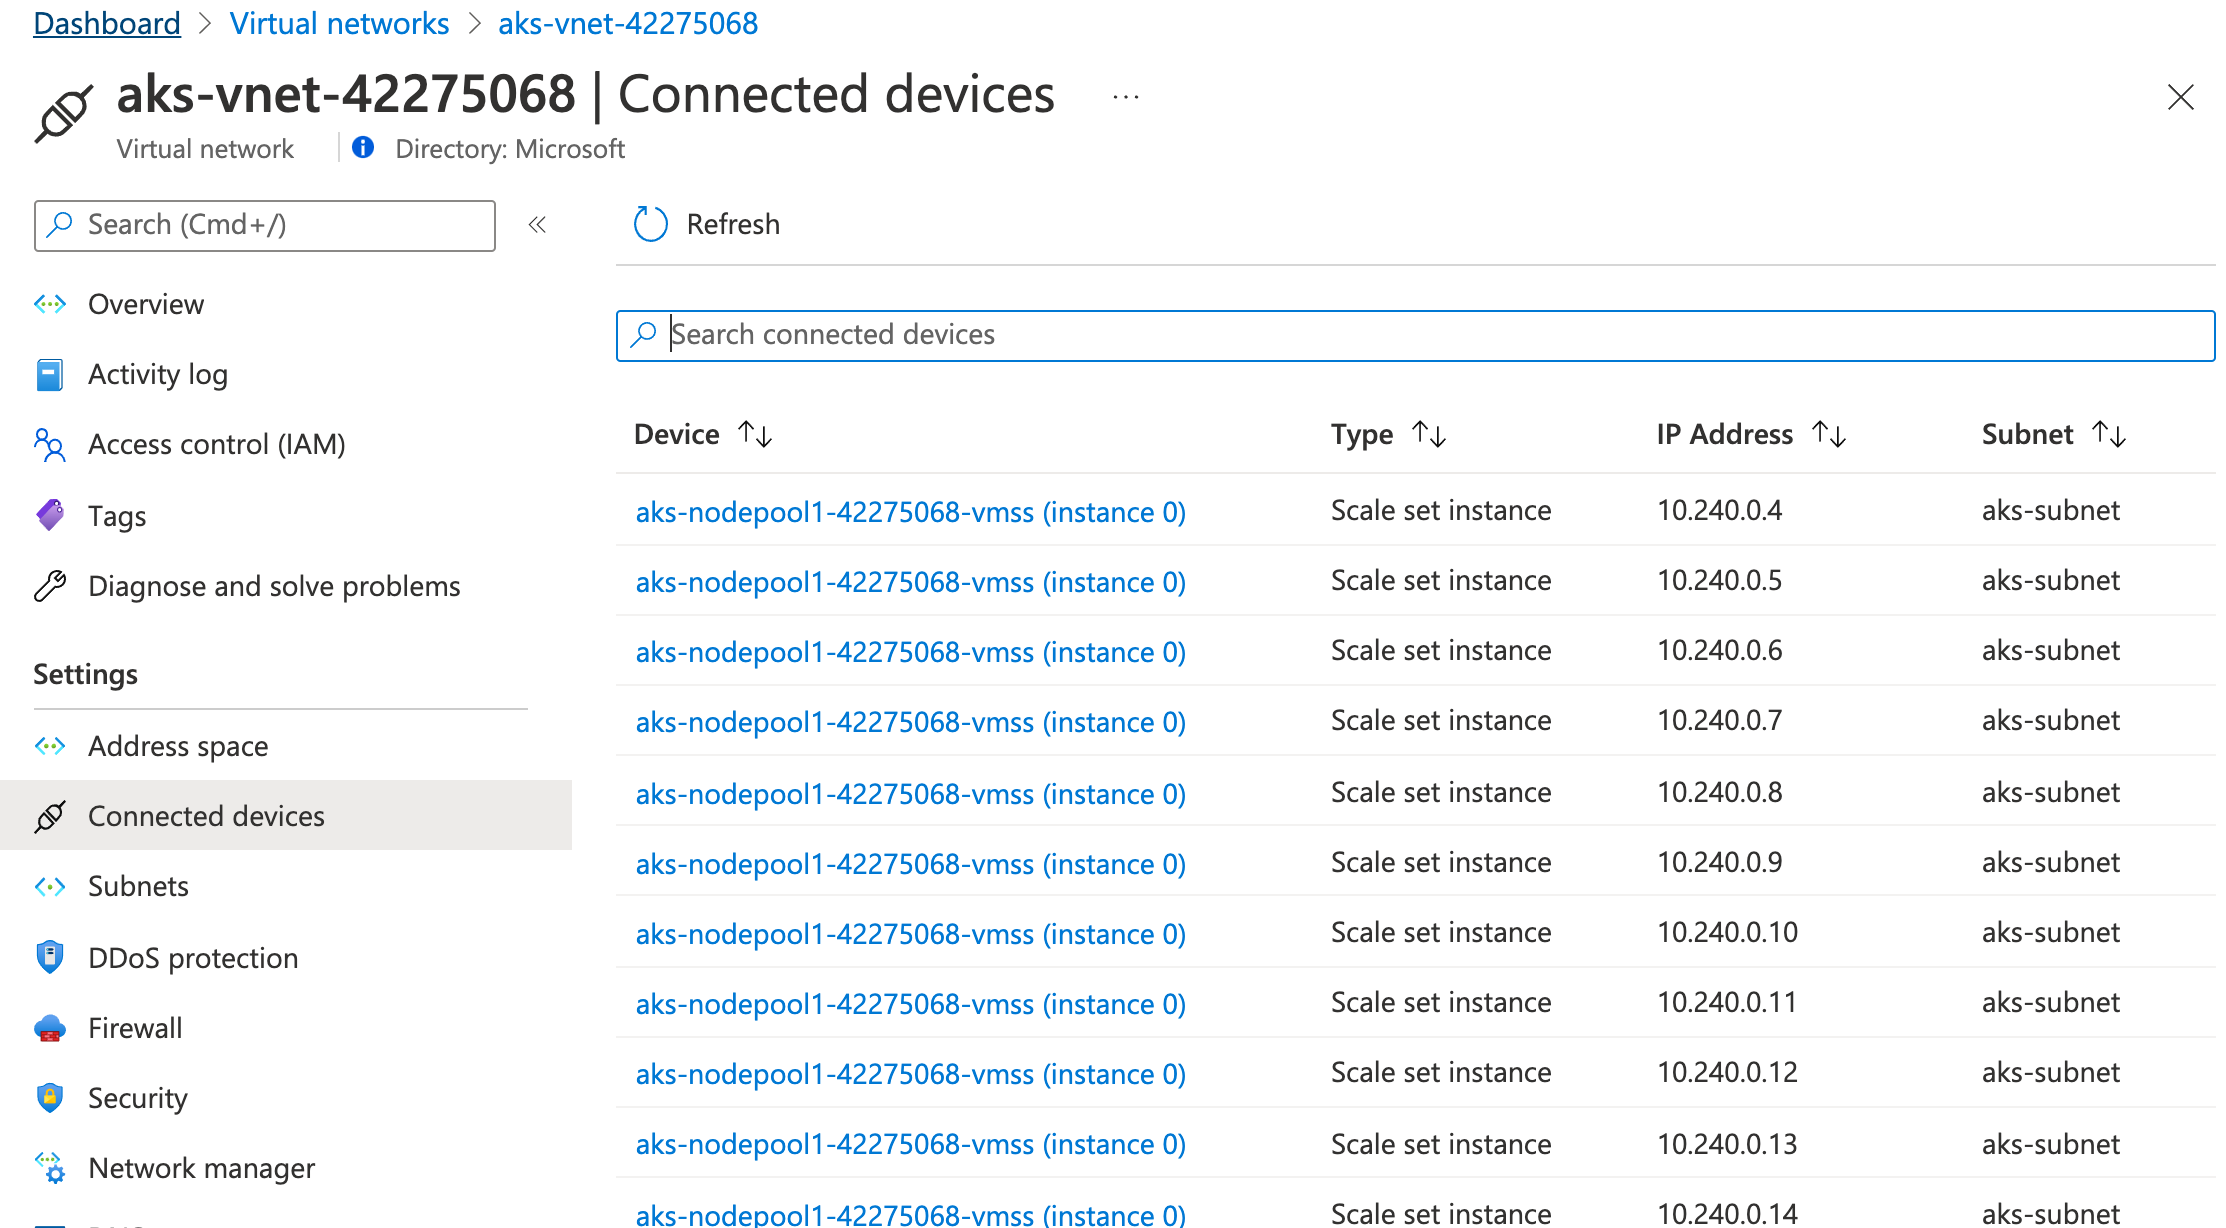 Dashboard > Virtual networks > aks-vnet-42275068
aks-vnet-42275068 | Connected devices ...
Virtual network
Directory: Microsoft
Search (Cmd+/)
«
Overview
Activity log
Access control (IAM)
Tags
Diagnose and solve problems
Settings
Address space
Connected devices
Subnets
DDoS protection
Firewall
Security
Network manager
Refresh
Search connected devices
Device Type IP Address Subnet
aks-nodepool1-42275068-vmss (instance 0) Scale set instance 10.240.0.4 aks-subnet
aks-nodepool1-42275068-vmss (instance 0) Scale set instance 10.240.0.5 aks-subnet
aks-nodepool1-42275068-vmss (instance 0) Scale set instance 10.240.0.6 aks-subnet
aks-nodepool1-42275068-vmss (instance 0) Scale set instance 10.240.0.7 aks-subnet
aks-nodepool1-42275068-vmss (instance 0) Scale set instance 10.240.0.8 aks-subnet
aks-nodepool1-42275068-vmss (instance 0) Scale set instance 10.240.0.9 aks-subnet
aks-nodepool1-42275068-vmss (instance 0) Scale set instance 10.240.0.10 aks-subnet
aks-nodepool1-42275068-vmss (instance 0) Scale set instance 10.240.0.11 aks-subnet
aks-nodepool1-42275068-vmss (instance 0) Scale set instance 10.240.0.12 aks-subnet
aks-nodepool1-42275068-vmss (instance 0) Scale set instance 10.240.0.13 aks-subnet
aks-nodepool1-42275068-vmss (instance 0) Scale set instance 10.240.0.14 aks-subnet